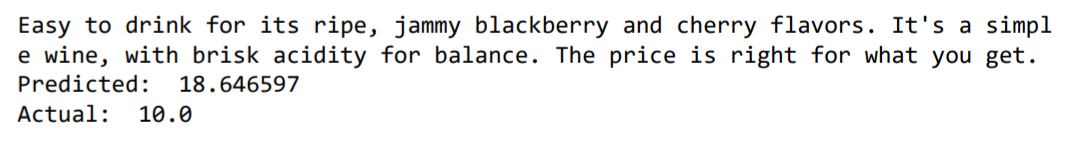 Easy to drink for its ripe, jammy blackberry and cherry flavors. It's a simpl
e wine, with brisk acidity for balance. The price is right for what you get.
Predicted:  18.646597
Actual:  10.0